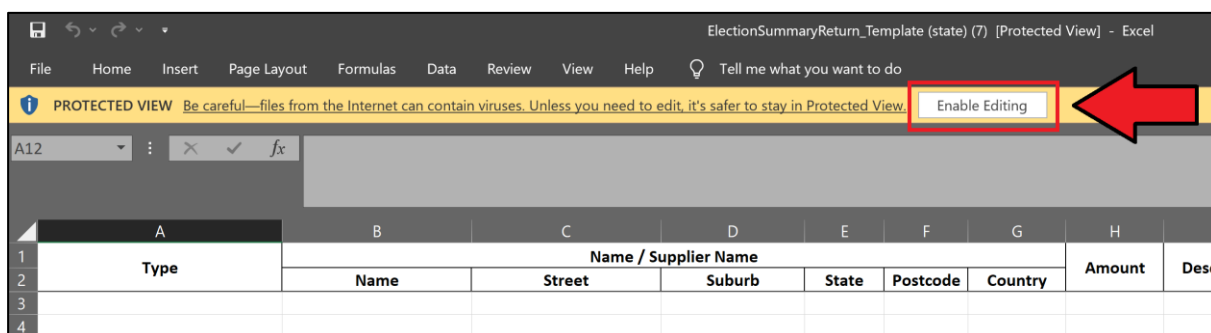 ElectionSummaryReturn_Template (state) (7) [Protected View] - Excel
File Home Insert Page Layout Formulas Data Review View Help Tell me what you want to do
PROTECTED VIEW Be careful—files from the Internet can contain viruses. Unless you need to edit, it's safer to stay in Protected View. Enable Editing
A12 fx
A B C D E F G H
1 Type Name / Supplier Name Amount Des
2 Name Street Suburb State Postcode Country
3
4